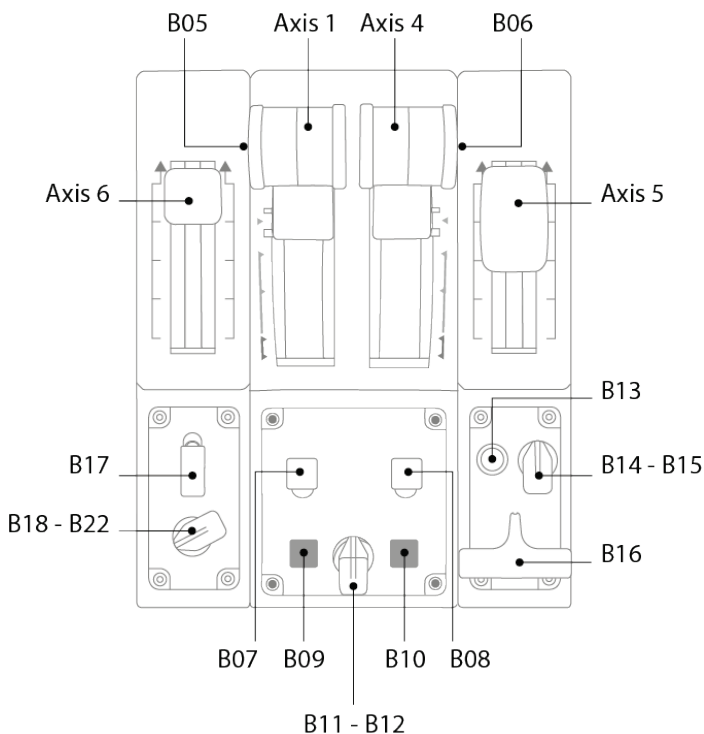 B05 Axis 1 Axis 4 B06
Axis 6 Axis 5
B13
B17 B14 - B15
B18 - B22
B16
B07 B09 B10 B08
B11 - B12